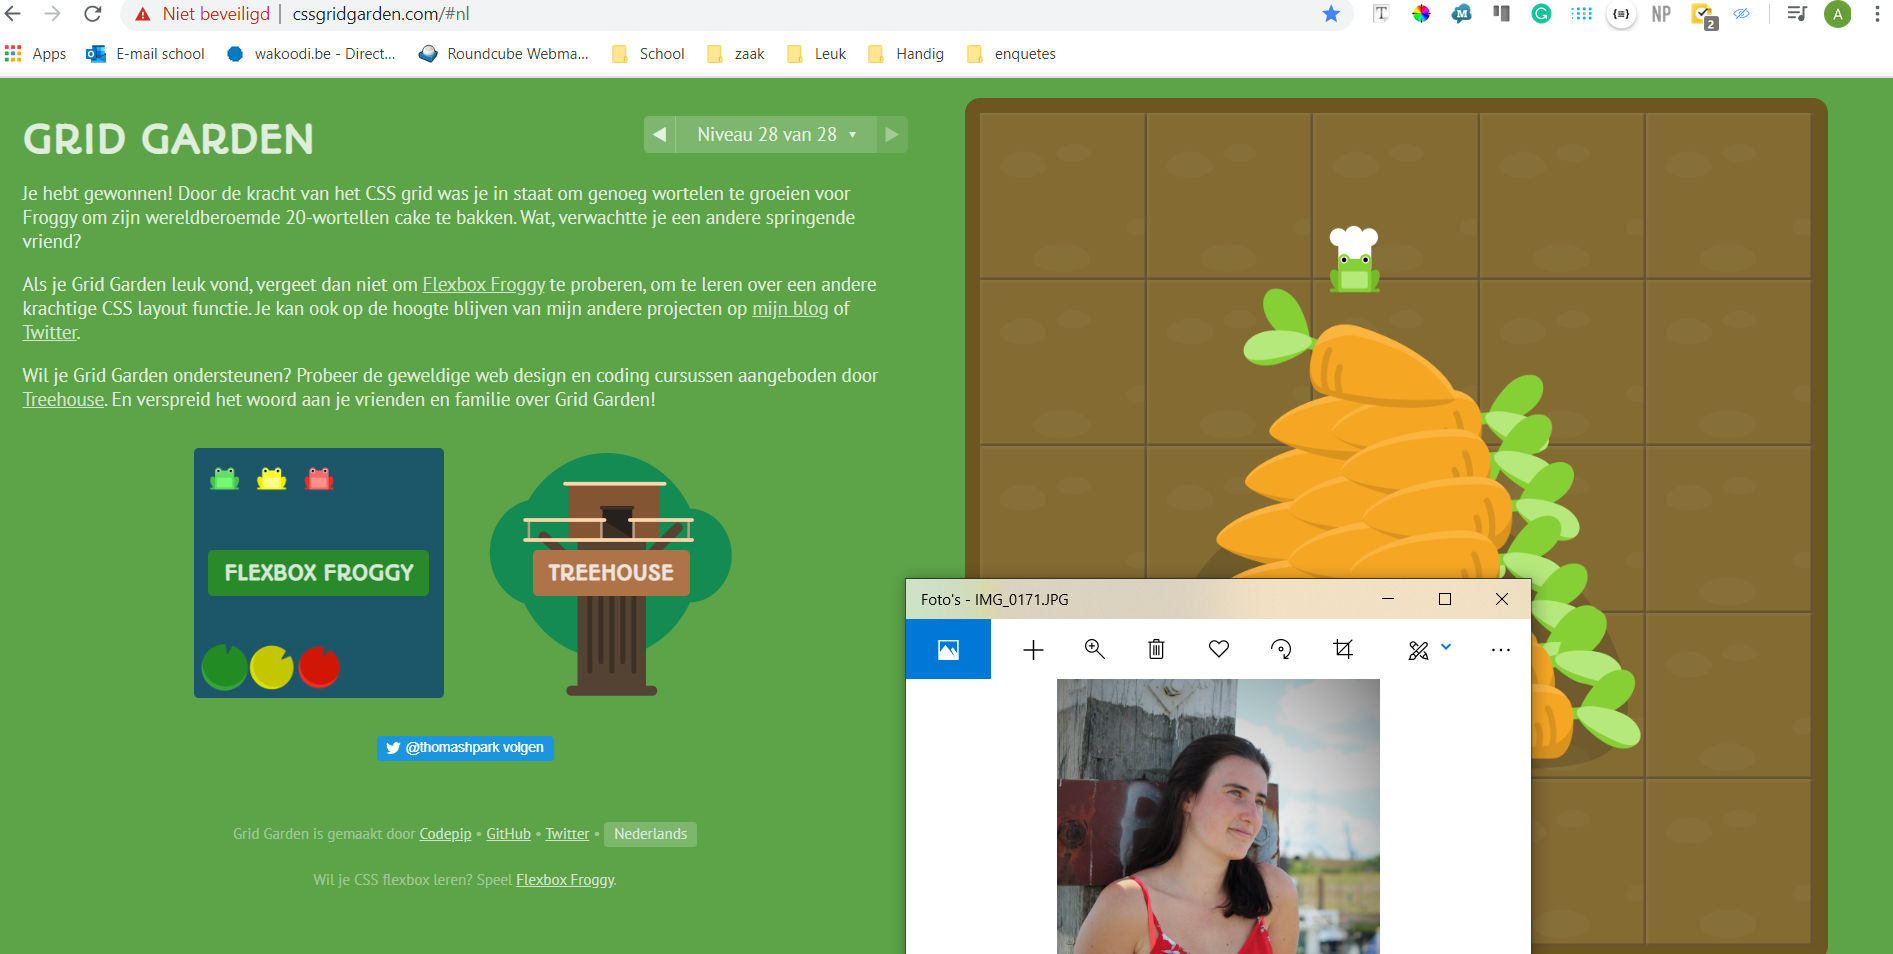 Niet beveiligd | cssgridgarden.com/#nl
Apps E-mail school wakoodi.be - Direct... Roundcube Webma... School zaak Leuk Handig enquetes
GRID GARDEN
Niveau 28 van 28
Je hebt gewonnen! Door de kracht van het CSS grid was je in staat om genoeg wortelen te groeien voor
Froggy om zijn wereldberoemde 20-wortellen cake te bakken. Wat, verwachtte je een andere springende
vriend?
Als je Grid Garden leuk vond, vergeet dan niet om Flexbox Froggy te proberen, om te leren over een andere
krachtige CSS layout functie. Je kan ook op de hoogte blijven van mijn andere projecten op mijn blog of
Twitter.
Wil je Grid Garden ondersteunen? Probeer de geweldige web design en coding cursussen aangeboden door
Treehouse. En verspreid het woord aan je vrienden en familie over Grid Garden!
FLEXBOX FROGGY
TREEHOUSE
@thomashpark volgen
Grid Garden is gemaakt door Codepip • GitHub • Twitter • Nederlands
Wil je CSS flexbox leren? Speel Flexbox Froggy.
Foto's - IMG_0171.JPG
T
M
G
{≡}
NP
2
A